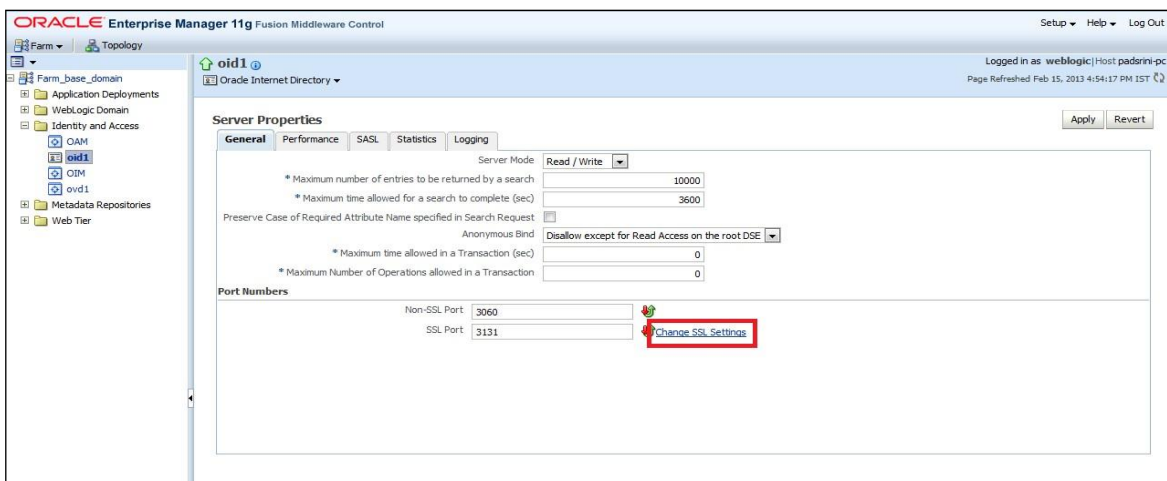 ORACLE Enterprise Manager 11g Fusion Middleware Control
Setup Help Log Out
Farm Topology
Farm_base_domain
Application Deployments
WebLogic Domain
Identity and Access
OAM
oid1
OIM
ovd1
Metadata Repositories
Web Tier
oid1
Oracle Internet Directory
Logged in as weblogic|Host padsrini-pc
Page Refreshed Feb 15, 2013 4:54:17 PM IST
Server Properties
Apply Revert
General Performance SASL Statistics Logging
Server Mode Read / Write
* Maximum number of entries to be returned by a search 10000
* Maximum time allowed for a search to complete (sec) 3600
Preserve Case of Required Attribute Name specified in Search Request
Anonymous Bind Disallow except for Read Access on the root DSE
* Maximum time allowed in a Transaction (sec) 0
* Maximum Number of Operations allowed in a Transaction 0
Port Numbers
Non-SSL Port 3060
SSL Port 3131 Change SSL Settings